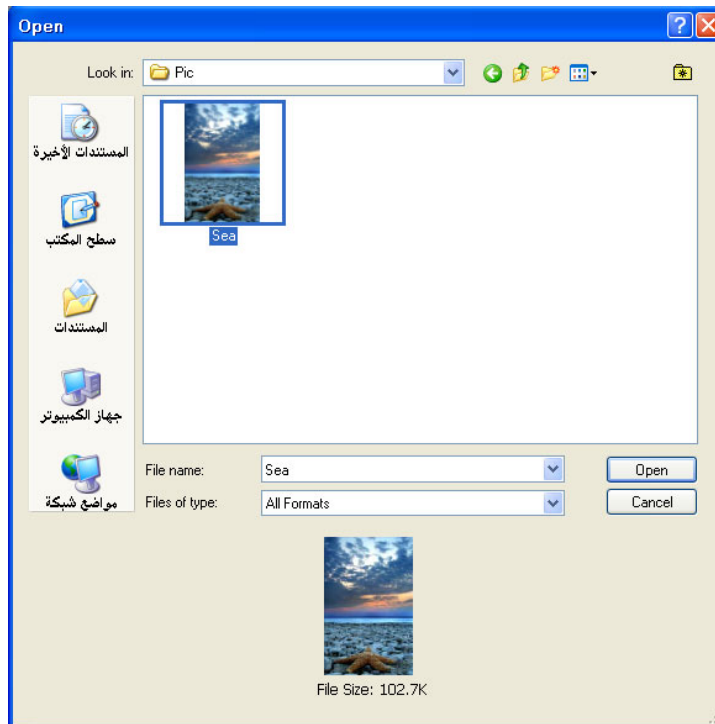 Open
Look in: Pic
المستندات الأخيرة
سطح المكتب
المستندات
جهاز الكمبيوتر
مواضع شبكة
Sea
File name: Sea
Open
Files of type: All Formats
Cancel
File Size: 102.7K